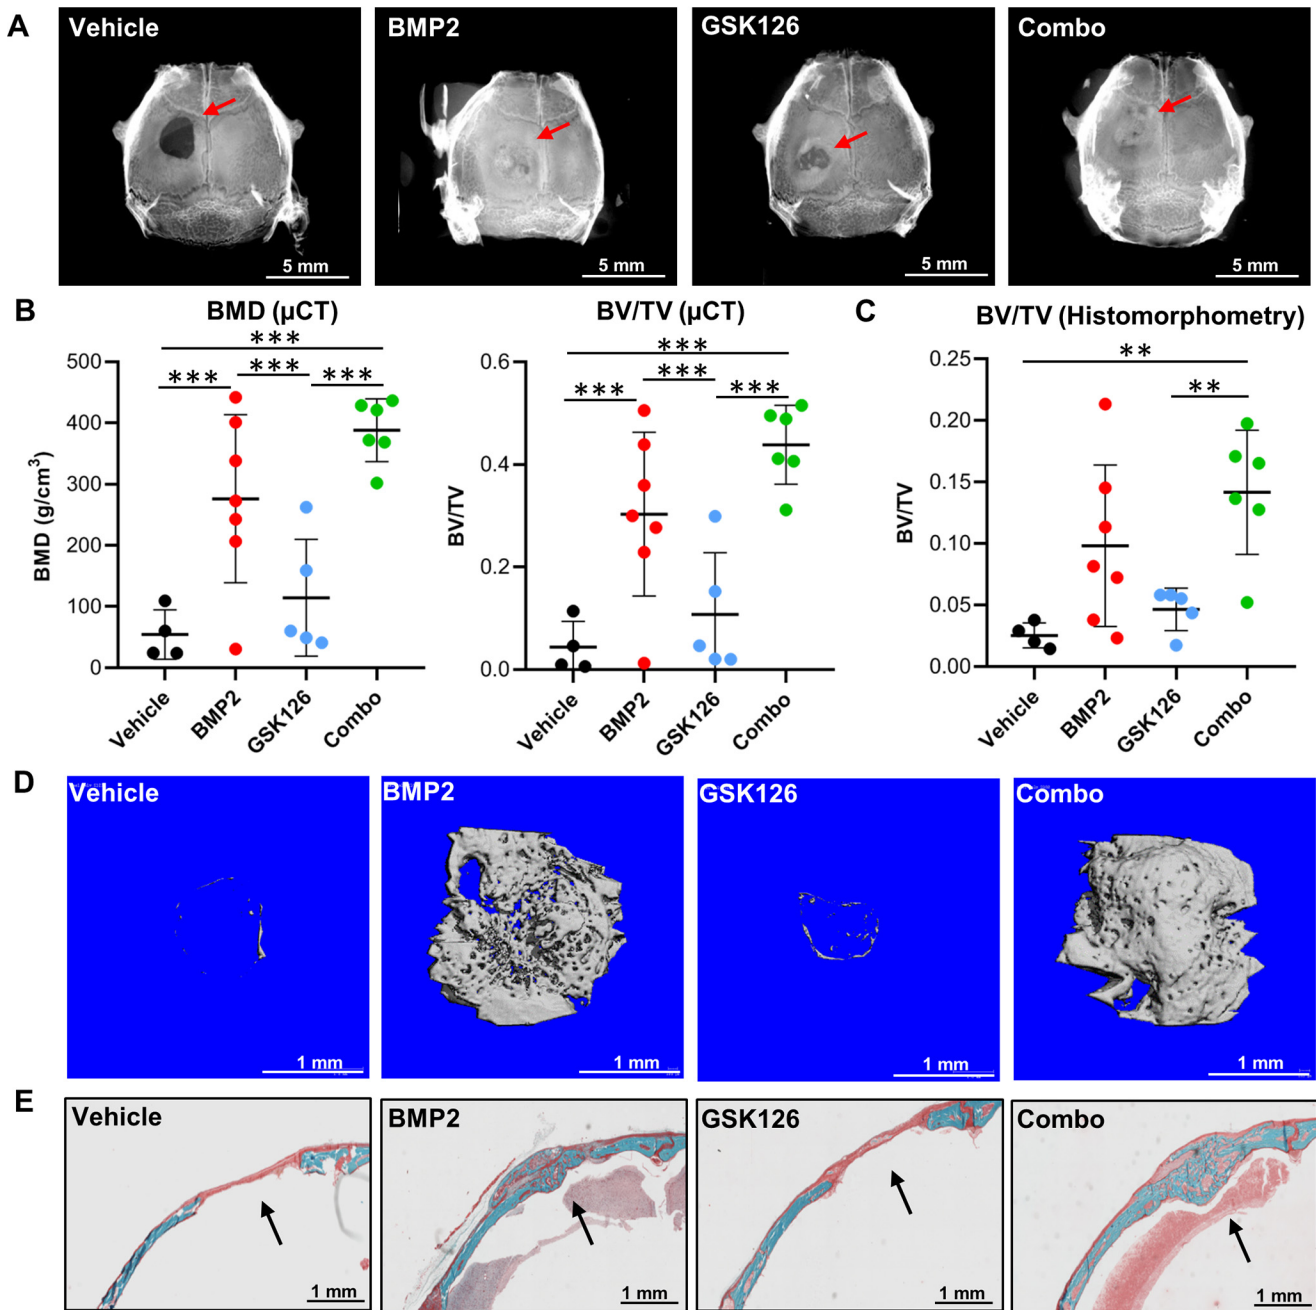 A
Vehicle
BMP2
GSK126
Combo
5 mm
5 mm
5 mm
5 mm
B
BMD (µCT)
***
***
***
***
500
400
300
200
100
0
BMD (g/cm³)
Vehicle
BMP2
GSK126
Combo
BV/TV (µCT)
***
***
***
***
0.6
0.4
0.2
0.0
BV/TV
Vehicle
BMP2
GSK126
Combo
C
BV/TV (Histomorphometry)
**
**
0.25
0.20
0.15
0.10
0.05
0.00
BV/TV
Vehicle
BMP2
GSK126
Combo
D
Vehicle
BMP2
GSK126
Combo
1 mm
1 mm
1 mm
1 mm
E
Vehicle
BMP2
GSK126
Combo
1 mm
1 mm
1 mm
1 mm